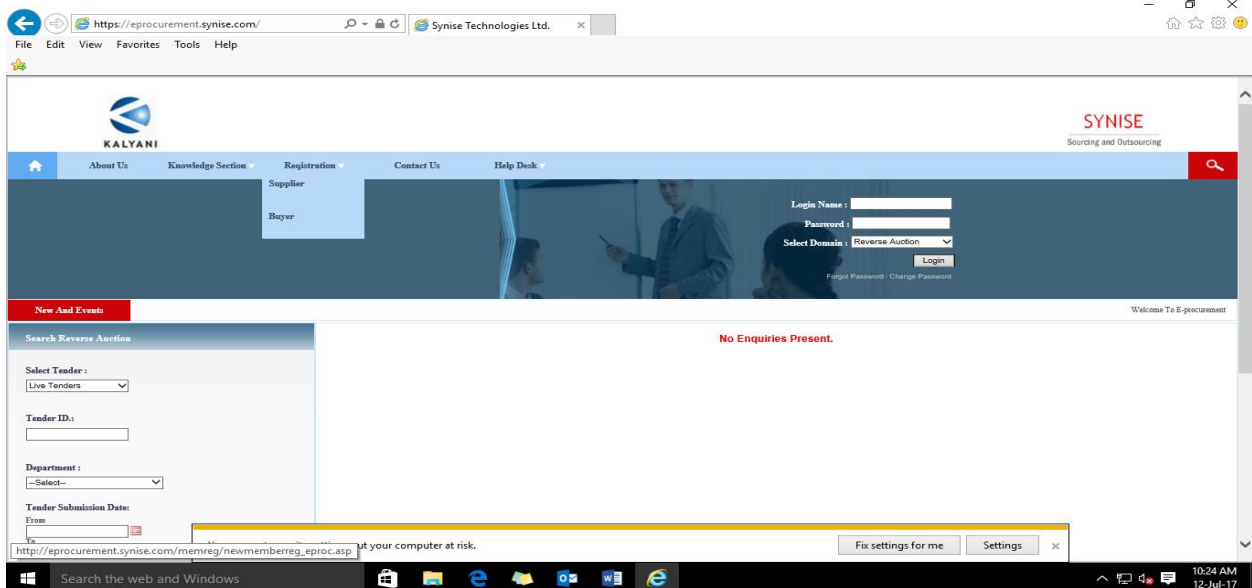 https://eprocurement.synise.com/
Synise Technologies Ltd.
File Edit View Favorites Tools Help
KALYANI
SYNISE
Sourcing and Outsourcing
About Us Knowledge Section Registration Contact Us Help Desk
Supplier
Buyer
Login Name :
Password :
Select Domain : Reverse Auction
Login
Forgot Password / Change Password
New And Events
Welcome To E-procurement
Search Reverse Auction
No Enquiries Present.
Select Tender :
Live Tenders
Tender ID.:
Department :
--Select--
Tender Submission Date:
From
your computer at risk.
Fix settings for me Settings
http://eprocurement.synise.com/memreg/newmemberreg_eproc.asp
Search the web and Windows
10:24 AM
12-Jul-17